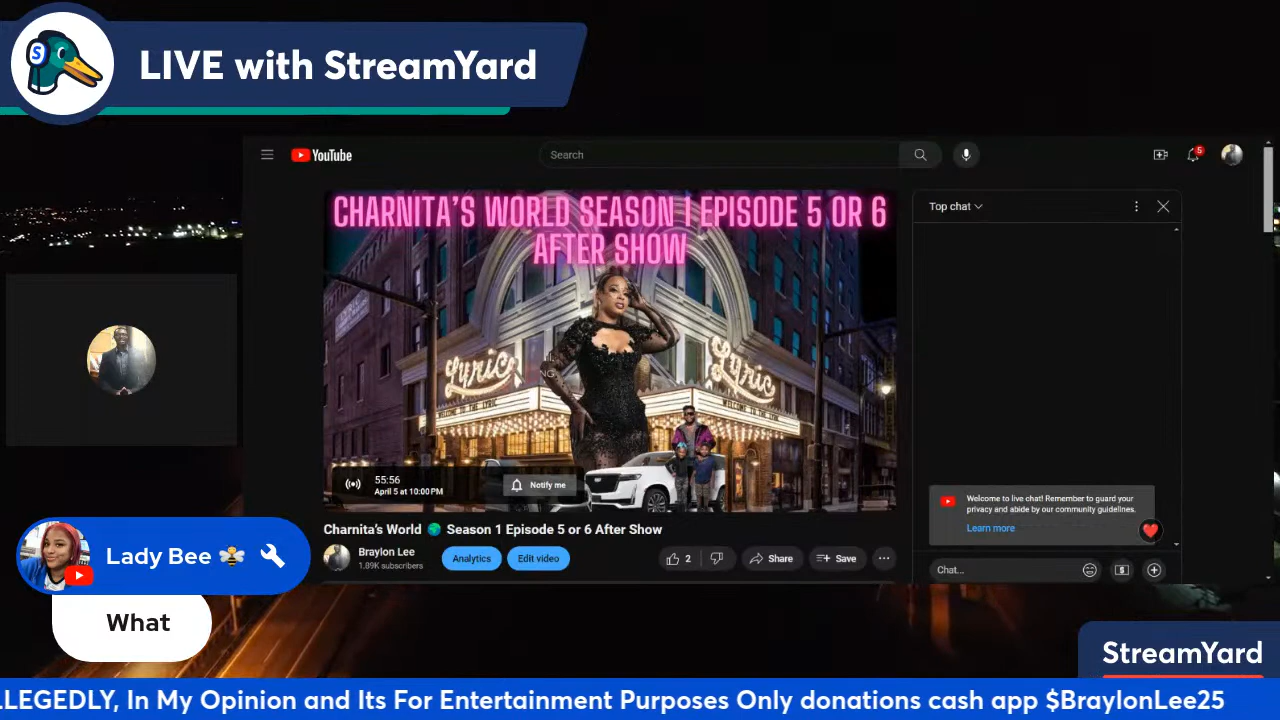 LIVE with StreamYard
YouTube
Search
5
CHARNITA'S WORLD SEASON 1 EPISODE 5 OR 6
AFTER SHOW
Lyric
Lyric
55:56
April 5 at 10:00PM
Notify me
Charnita's World 🌍 Season 1 Episode 5 or 6 After Show
Braylon Lee
1.89K subscribers
Analytics
Edit video
2
Share
Save
Top chat
Welcome to live chat! Remember to guard your
privacy and abide by our community guidelines.
Learn more
Chat...
Lady Bee 🐝
What
StreamYard
LLEGEDLY, In My Opinion and Its For Entertainment Purposes Only donations cash app $BraylonLee25